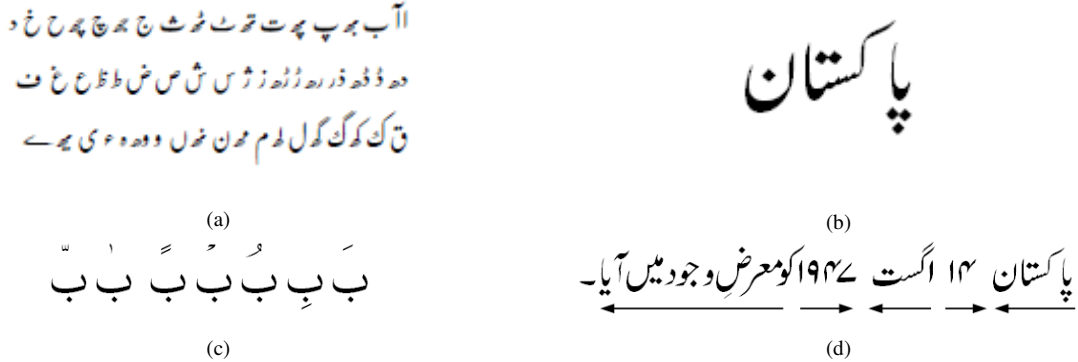 ا آ ب بھ پ پھ ت تھ ٹ ٹھ ث ج جھ چ چھ ح خ د
دھ ڈ ڈھ ذ ر رھ ڑ ڑھ ز ژ س ش ص ض ط ظ ع غ ف
ق ک کھ گ گھ ل لھ م مھ ن نھ ں و وھ ہ ء ی یھ ے
(a)
پاکستان
(b)
بَ بِ بُ بْ بً بٰ بّ
(c)
پاکستان ۱۴ اگست ۱۹۴۷ کو معرضِ وجود میں آیا۔
(d)